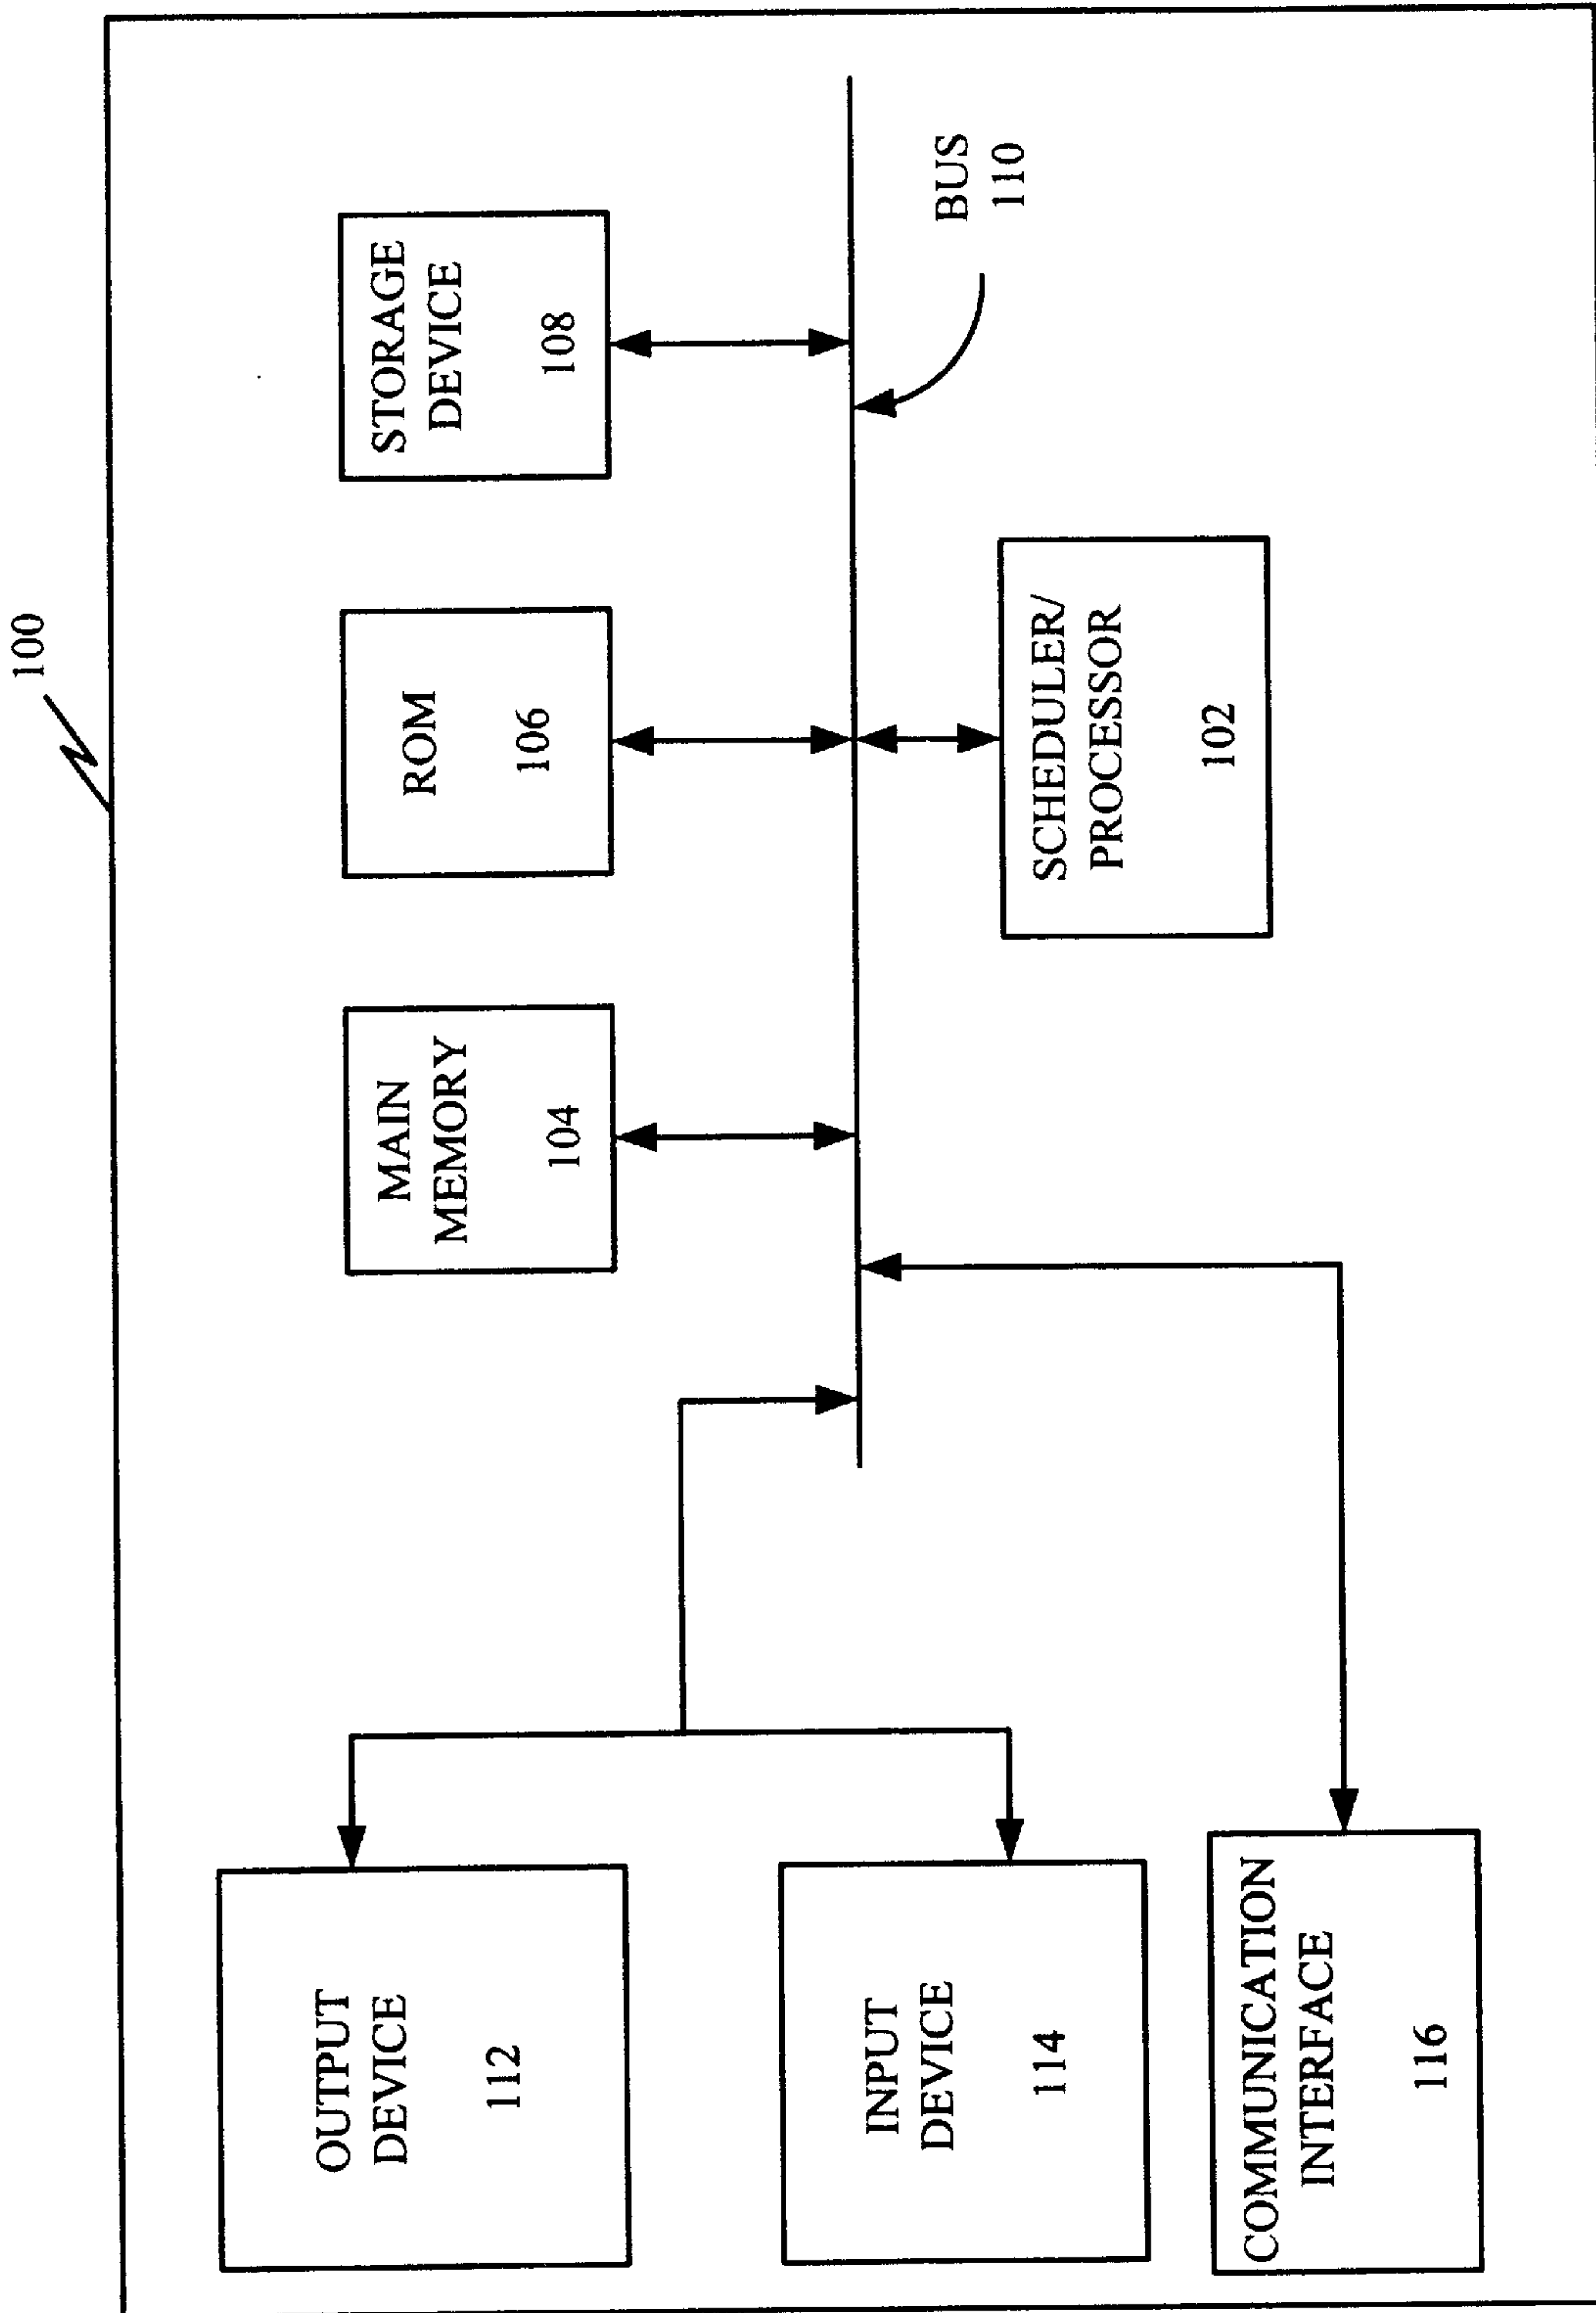 100
OUTPUT
DEVICE
112
INPUT
DEVICE
114
COMMUNICATION
INTERFACE
116
MAIN
MEMORY
104
ROM
106
STORAGE
DEVICE
108
SCHEDULER/
PROCESSOR
102
BUS
110